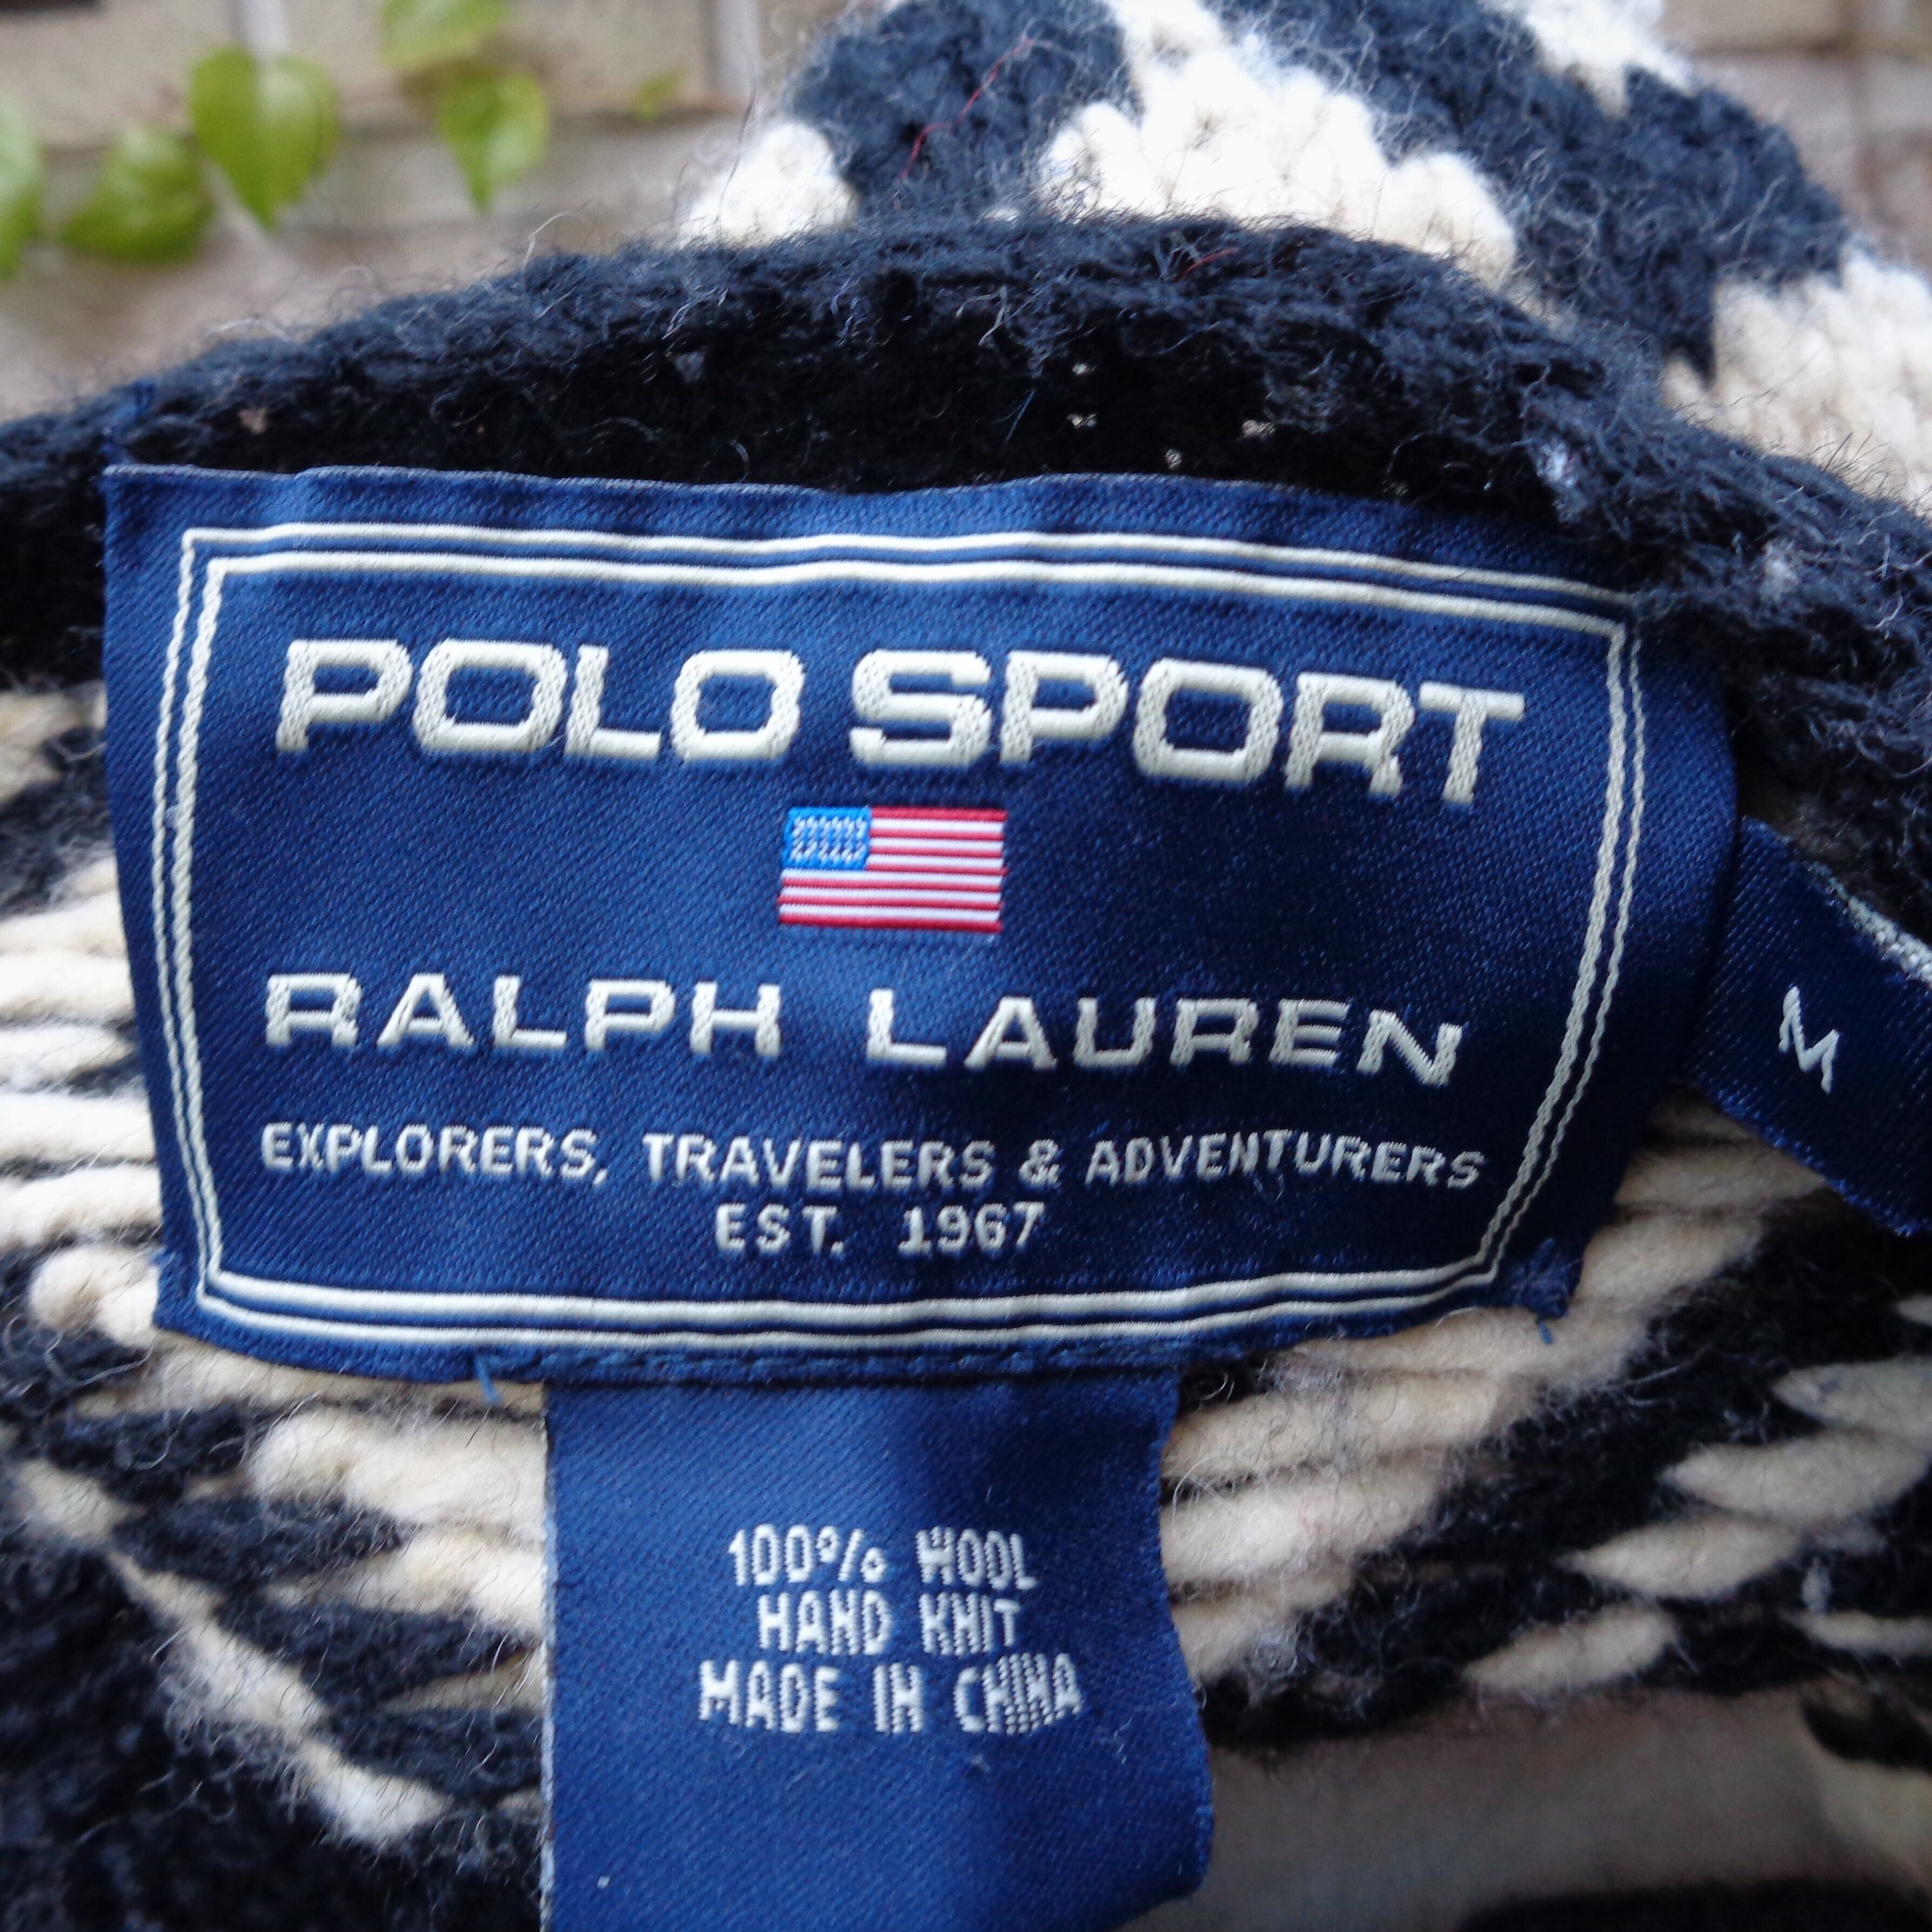 POLO SPORT
RALPH LAUREN
EXPLORERS, TRAVELERS & ADVENTURERS
EST. 1967
M
100% WOOL
HAND KNIT
MADE IN CHINA